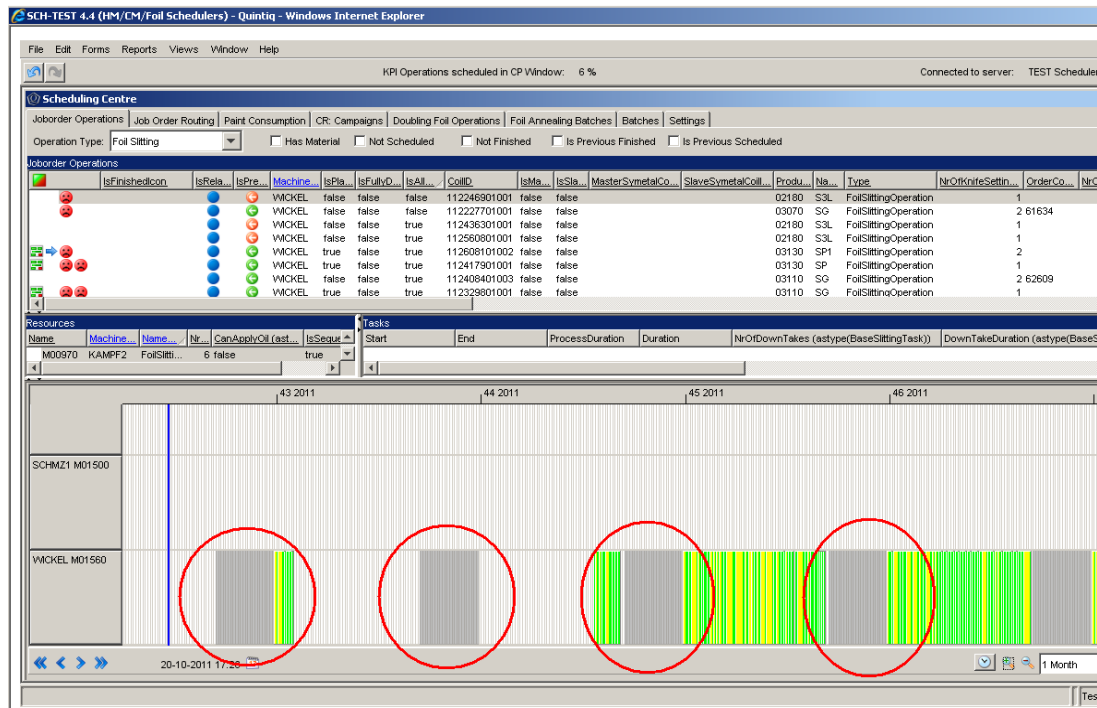 SCH-TEST 4.4 (HM/CM/Foil Schedulers) - Quintiq - Windows Internet Explorer
File Edit Forms Reports Views Window Help
KPI Operations scheduled in CP Window: 6 % Connected to server: TEST Scheduler
Scheduling Centre
Joborder Operations Job Order Routing Paint Consumption CR: Campaigns Doubling Foil Operations Foil Annealing Batches Batches Settings
Operation Type: Foil Slitting Has Material Not Scheduled Not Finished Is Previous Finished Is Previous Scheduled
Joborder Operations
IsFinishedIcon IsRela... IsPre... Machine... IsPla... IsFullyD... IsAll... CoilID IsMa... IsSla... MasterSymetalCo... SlaveSymetalCoill... Produ... Na... Type NrOfKnifeSettin... OrderCo... NrO
WICKEL false false false 112246901001 false false 02180 S3L FoilSlittingOperation 1
WICKEL false false false 112227701001 false false 03070 SG FoilSlittingOperation 2 61634
WICKEL false false true 112436301001 false false 02180 S3L FoilSlittingOperation 1
WICKEL false false true 112560801001 false false 02180 S3L FoilSlittingOperation 1
WICKEL true false true 112608101002 false false 03130 SP1 FoilSlittingOperation 2
WICKEL true false true 112417901001 false false 03130 SP FoilSlittingOperation 1
WICKEL false false true 112408401003 false false 03110 SG FoilSlittingOperation 2 62609
WICKEL true false true 112329801001 false false 03110 SG FoilSlittingOperation 1
Resources Tasks
Name Machine... Name... Nr... CanApplyOil (ast... IsSeque Start End ProcessDuration Duration NrOfDownTakes (astype(BaseSlittingTask)) DownTakeDuration (astype(BaseS
M00970 KAMPF2 FoilSlitti... 6 false true
43 2011 44 2011 45 2011 46 2011
SCHMZ1 M01500
WICKEL M01560
20-10-2011 17:26 1 Month
Tes